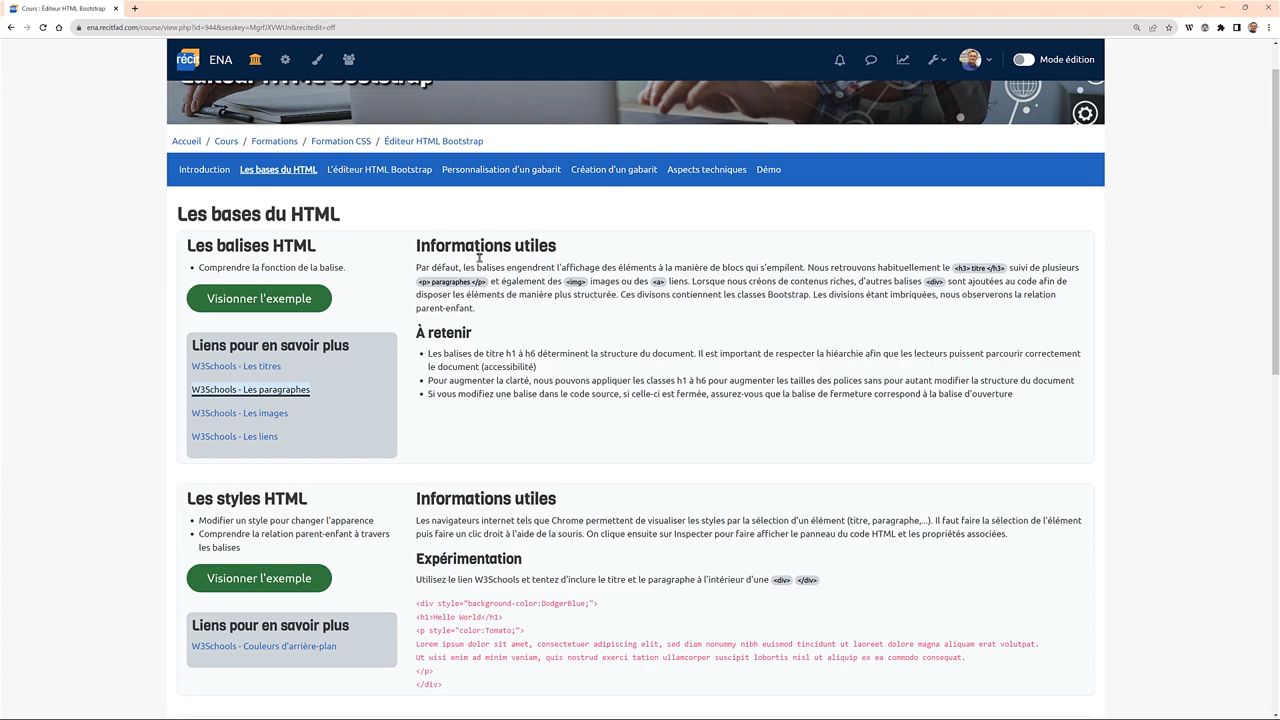 Cours : Éditeur HTML Bootstrap
ena.recitfad.com/course/view.php?id=944&sesskey=MgrfJXVWUn&recitedit=off
récit
ENA
Mode édition
Éditeur HTML Bootstrap
Accueil / Cours / Formations / Formation CSS / Éditeur HTML Bootstrap
Introduction Les bases du HTML L'éditeur HTML Bootstrap Personnalisation d'un gabarit Création d'un gabarit Aspects techniques Démo
Les bases du HTML
Les balises HTML
Comprendre la fonction de la balise.
Visionner l'exemple
Liens pour en savoir plus
W3Schools - Les titres
W3Schools - Les paragraphes
W3Schools - Les images
W3Schools - Les liens
Informations utiles
Par défaut, les balises engendrent l'affichage des éléments à la manière de blocs qui s'empilent. Nous retrouvons habituellement le <h3> titre </h3> suivi de plusieurs
<p> paragraphes </p> et également des <img> images ou des <a> liens. Lorsque nous créons de contenus riches, d'autres balises <div> sont ajoutées au code afin de
disposer les éléments de manière plus structurée. Ces divisons contiennent les classes Bootstrap. Les divisions étant imbriquées, nous observerons la relation
parent-enfant.
À retenir
Les balises de titre h1 à h6 déterminent la structure du document. Il est important de respecter la hiéarchie afin que les lecteurs puissent parcourir correctement
le document (accessibilité)
Pour augmenter la clarté, nous pouvons appliquer les classes h1 à h6 pour augmenter les tailles des polices sans pour autant modifier la structure du document
Si vous modifiez une balise dans le code source, si celle-ci est fermée, assurez-vous que la balise de fermeture correspond à la balise d'ouverture
Les styles HTML
Modifier un style pour changer l'apparence
Comprendre la relation parent-enfant à travers
les balises
Visionner l'exemple
Liens pour en savoir plus
W3Schools - Couleurs d'arrière-plan
Informations utiles
Les navigateurs internet tels que Chrome permettent de visualiser les styles par la sélection d'un élément (titre, paragraphe,...). Il faut faire la sélection de l'élément
puis faire un clic droit à l'aide de la souris. On clique ensuite sur Inspecter pour faire afficher le panneau du code HTML et les propriétés associées.
Expérimentation
Utilisez le lien W3Schools et tentez d'inclure le titre et le paragraphe à l'intérieur d'une <div> </div>
<div style="background-color:DodgerBlue;">
<h1>Hello World</h1>
<p style="color:Tomato;">
Lorem ipsum dolor sit amet, consectetuer adipiscing elit, sed diam nonummy nibh euismod tincidunt ut laoreet dolore magna aliquam erat volutpat.
Ut wisi enim ad minim veniam, quis nostrud exerci tation ullamcorper suscipit lobortis nisl ut aliquip ex ea commodo consequat.
</p>
</div>